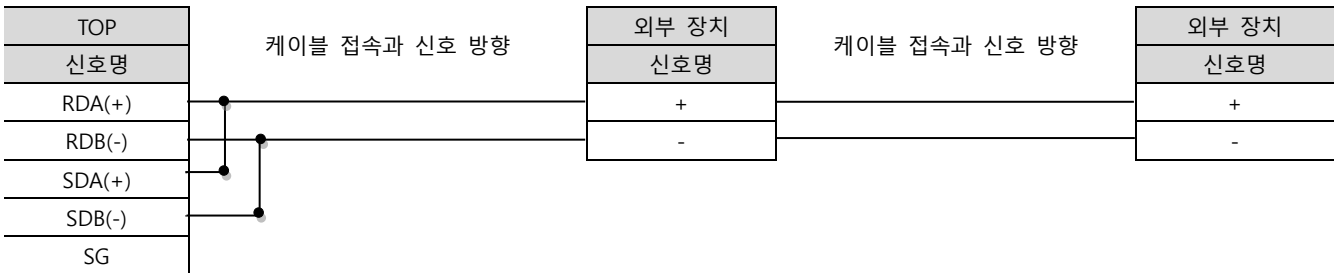 TOP 케이블 접속과 신호 방향 외부 장치 케이블 접속과 신호 방향 외부 장치
신호명 신호명 신호명
RDA(+) + +
RDB(-) - -
SDA(+)
SDB(-)
SG